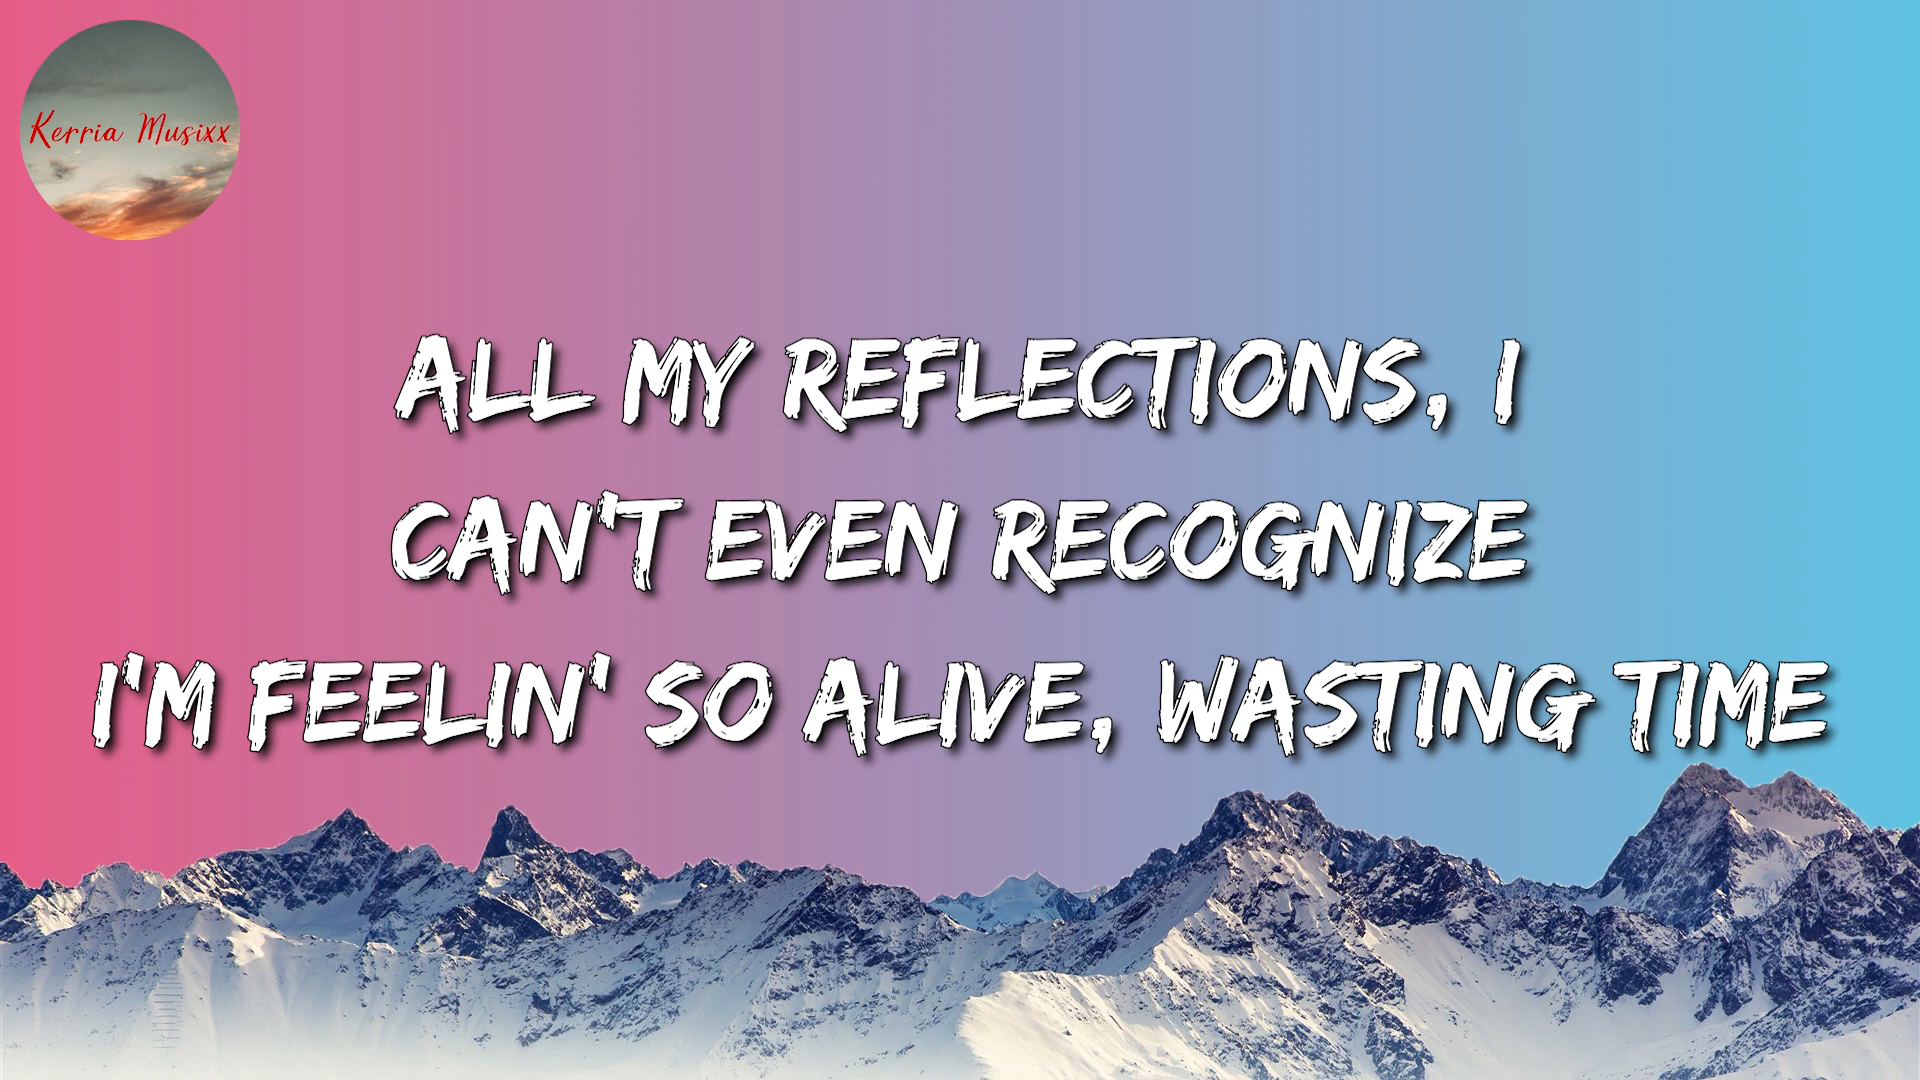 Kerria Musixx
ALL MY REFLECTIONS, I
CAN'T EVEN RECOGNIZE
I'M FEELIN' SO ALIVE, WASTING TIME